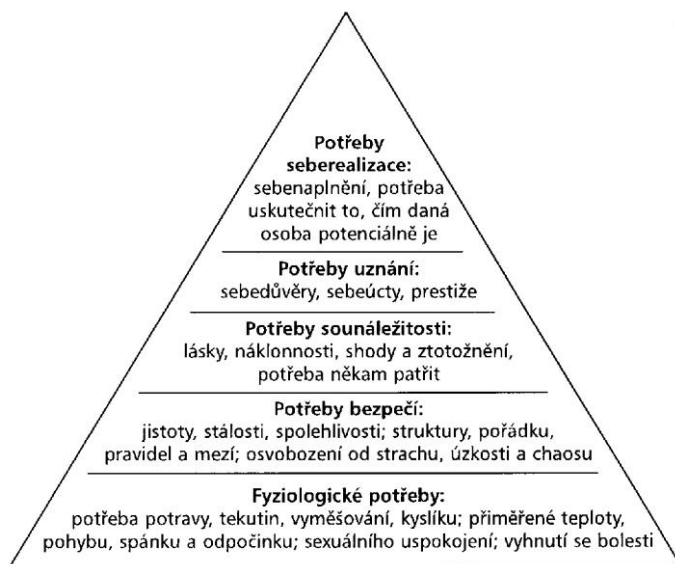 Potřeby
seberealizace:
sebenaplnění, potřeba
uskutečnit to, čím daná
osoba potenciálně je
Potřeby uznání:
sebedůvěry, sebeúcty, prestiže
Potřeby sounáležitosti:
lásky, náklonnosti, shody a ztotožnění,
potřeba někam patřit
Potřeby bezpečí:
jistoty, stálosti, spolehlivosti; struktury, pořádku,
pravidel a mezí; osvobození od strachu, úzkosti a chaosu
Fyziologické potřeby:
potřeba potravy, tekutin, vyměšování, kyslíku; přiměřené teploty,
pohybu, spánku a odpočinku; sexuálního uspokojení; vyhnutí se bolesti